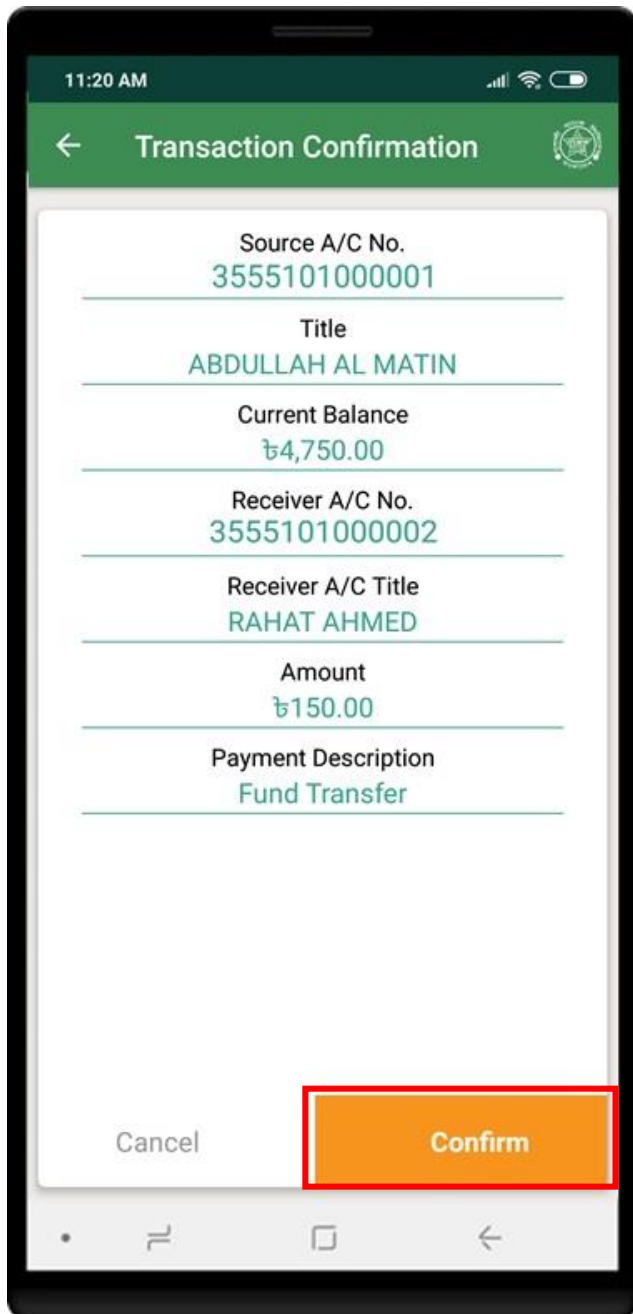 11:20 AM
Transaction Confirmation
Source A/C No.
3555101000001
Title
ABDULLAH AL MATIN
Current Balance
৳4,750.00
Receiver A/C No.
3555101000002
Receiver A/C Title
RAHAT AHMED
Amount
৳150.00
Payment Description
Fund Transfer
Cancel
Confirm